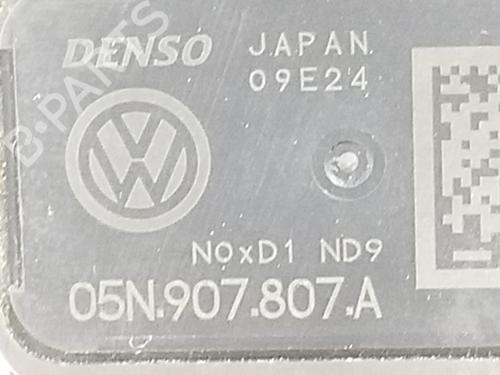 DENSO
JAPAN
09E24
B-PARTS
NOxD1 ND9
05N.907.807.A